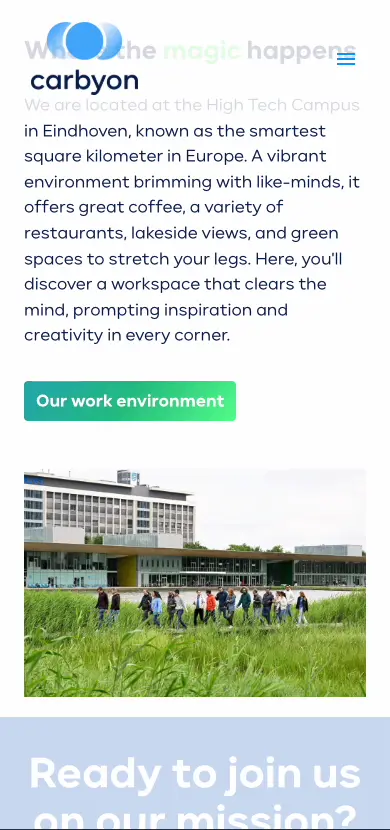 Where the magic happens
carbyon
We are located at the High Tech Campus
in Eindhoven, known as the smartest
square kilometer in Europe. A vibrant
environment brimming with like-minds, it
offers great coffee, a variety of
restaurants, lakeside views, and green
spaces to stretch your legs. Here, you'll
discover a workspace that clears the
mind, prompting inspiration and
creativity in every corner.
Our work environment
Ready to join us
on our mission?